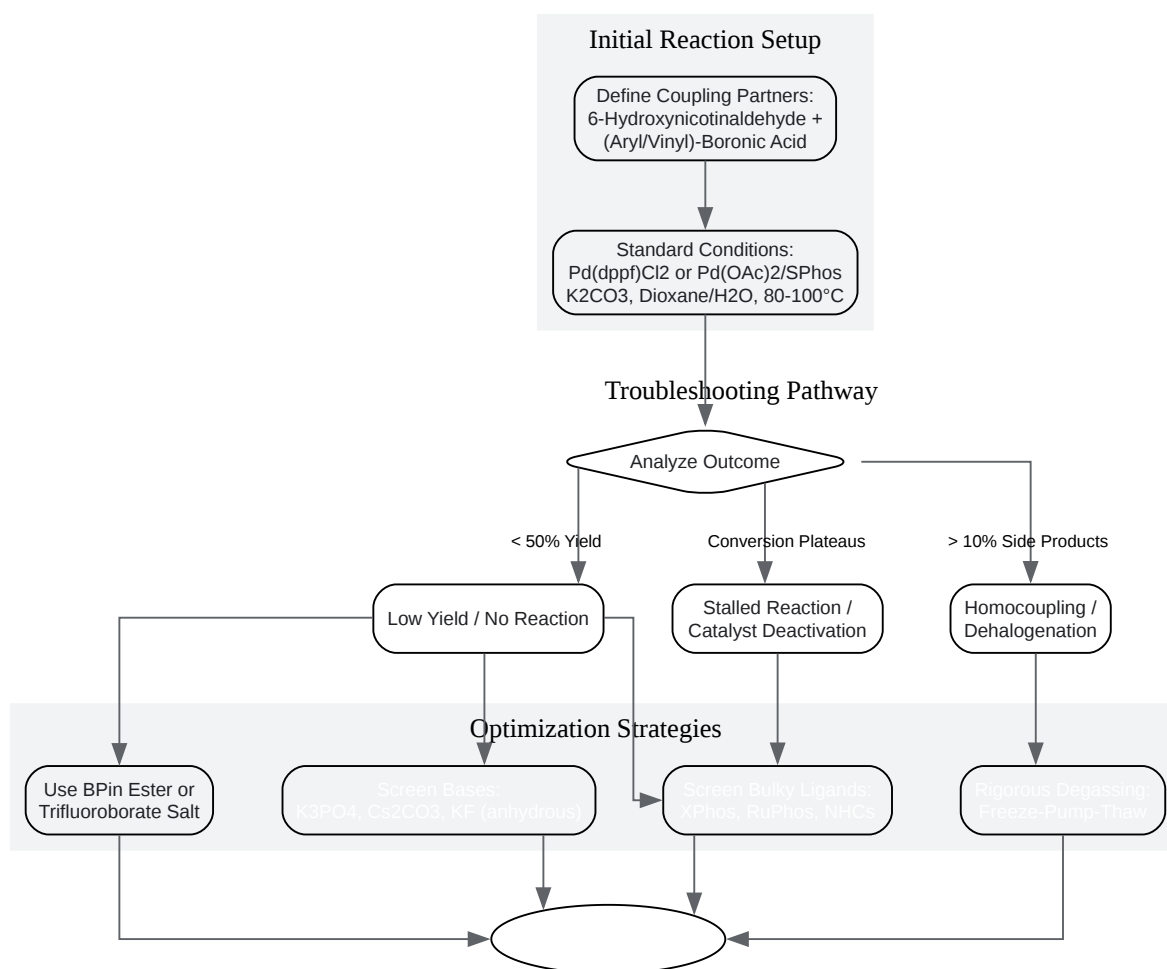 Initial Reaction Setup
Define Coupling Partners:
6-Hydroxynicotinaldehyde +
(Aryl/Vinyl)-Boronic Acid
Standard Conditions:
Pd(dppf)Cl2 or Pd(OAc)2/SPhos
K2CO3, Dioxane/H2O, 80-100°C
Troubleshooting Pathway
Analyze Outcome
< 50% Yield
Conversion Plateaus
> 10% Side Products
Low Yield / No Reaction
Stalled Reaction /
Catalyst Deactivation
Homocoupling /
Dehalogenation
Optimization Strategies
Use BPin Ester or
Trifluoroborate Salt
Screen Bases:
K3PO4, Cs2CO3, KF (anhydrous)
Screen Bulky Ligands:
XPhos, RuPhos, NHCs
Rigorous Degassing:
Freeze-Pump-Thaw